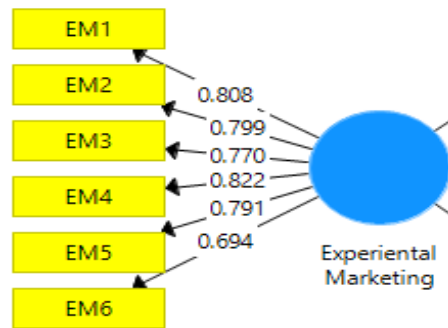 EM1
EM2
EM3
EM4
EM5
EM6
0.808
0.799
0.770
0.822
0.791
0.694
Experiental
Marketing